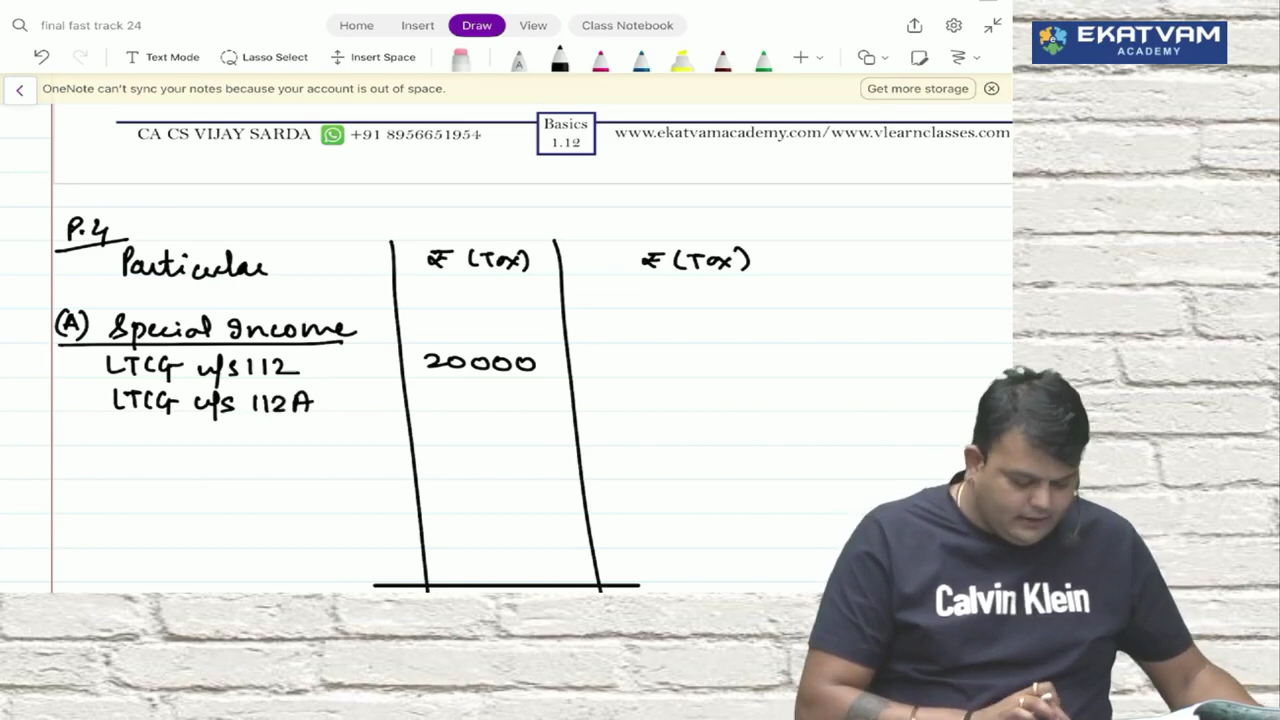 final fast track 24
Home Insert Draw View Class Notebook
Text Mode Lasso Select Insert Space
OneNote can't sync your notes because your account is out of space. Get more storage
CA CS VIJAY SARDA +91 8956651954
Basics
1.12
www.ekatvamacademy.com/www.vlearnclasses.com
P.4
Particular ₹ (Tax) ₹ (Tax)
(A) Special Income
LTCG u/s 112 20000
LTCG u/s 112A
EKATVAM
ACADEMY
Calvin Klein